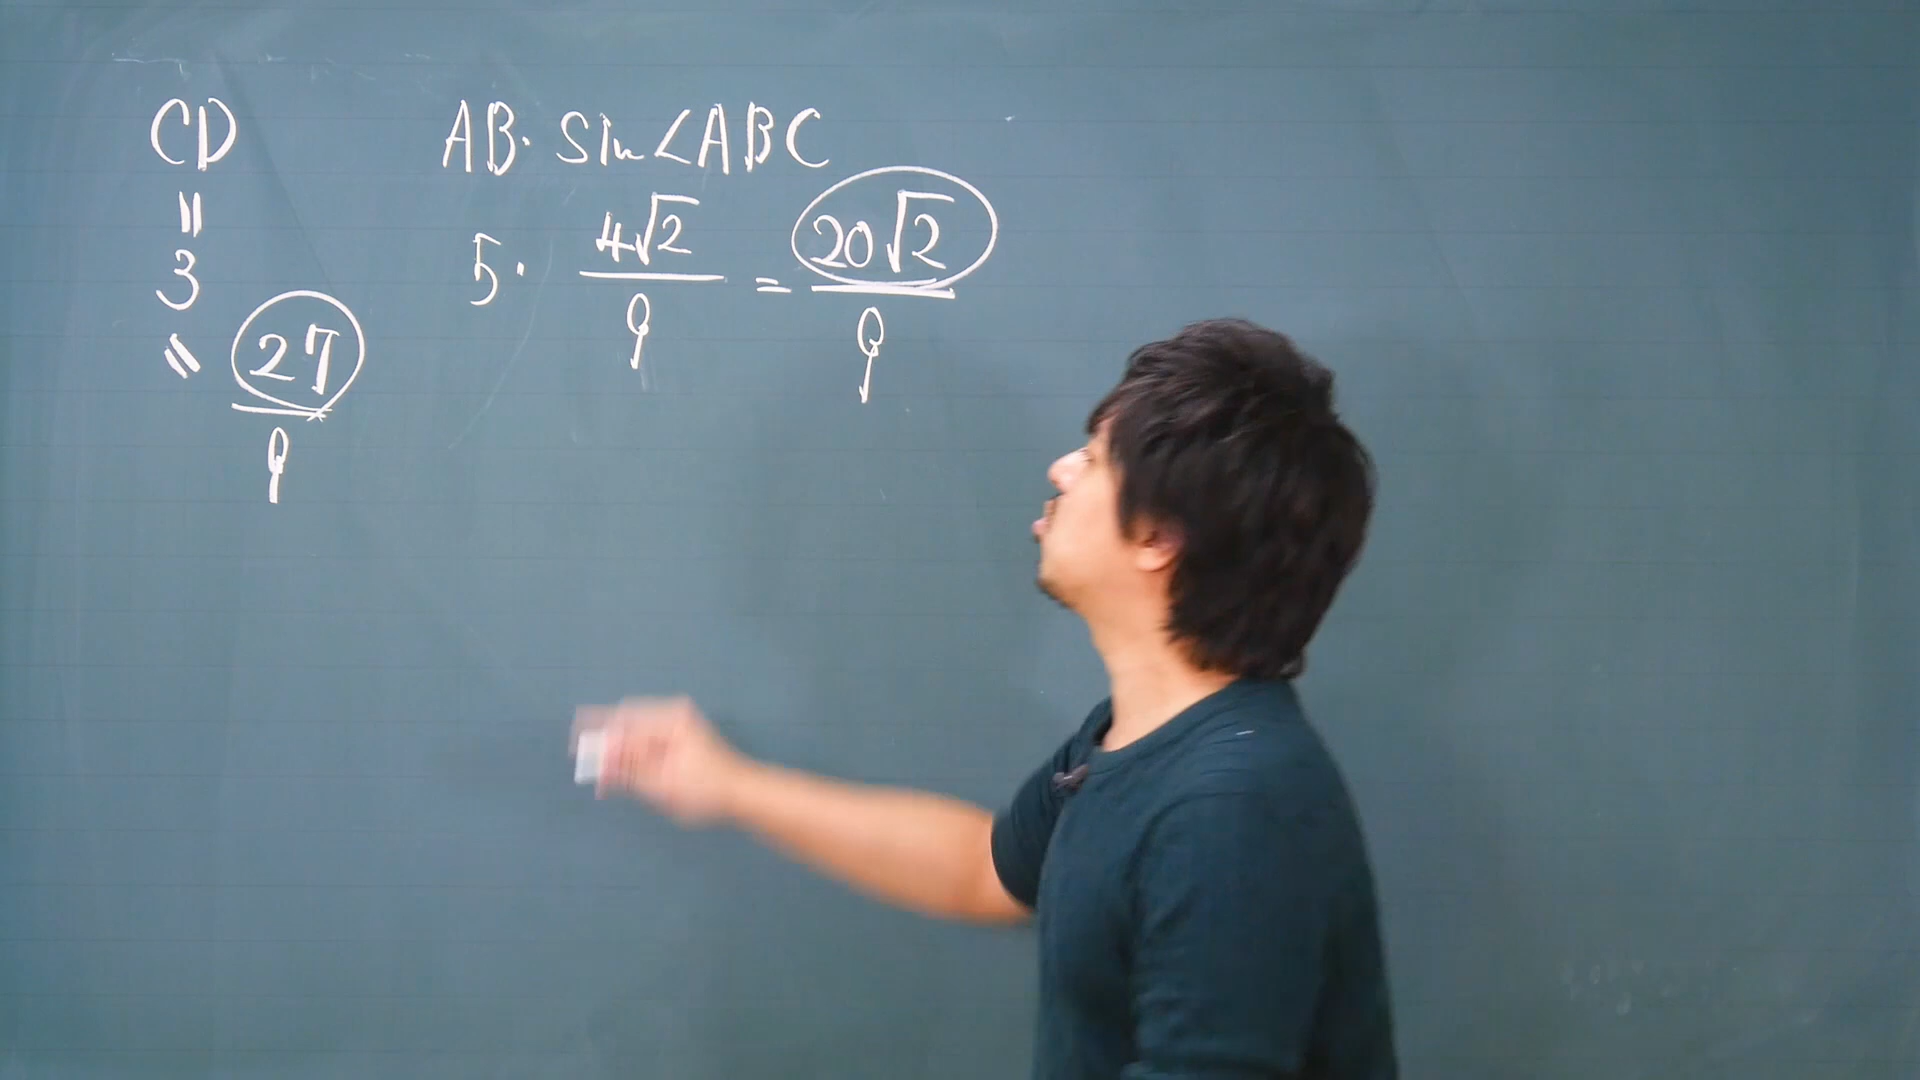 CD
॥
3
॥ 27/9
AB· sin∠ABC
5· 4√2/9 = 20√2/9